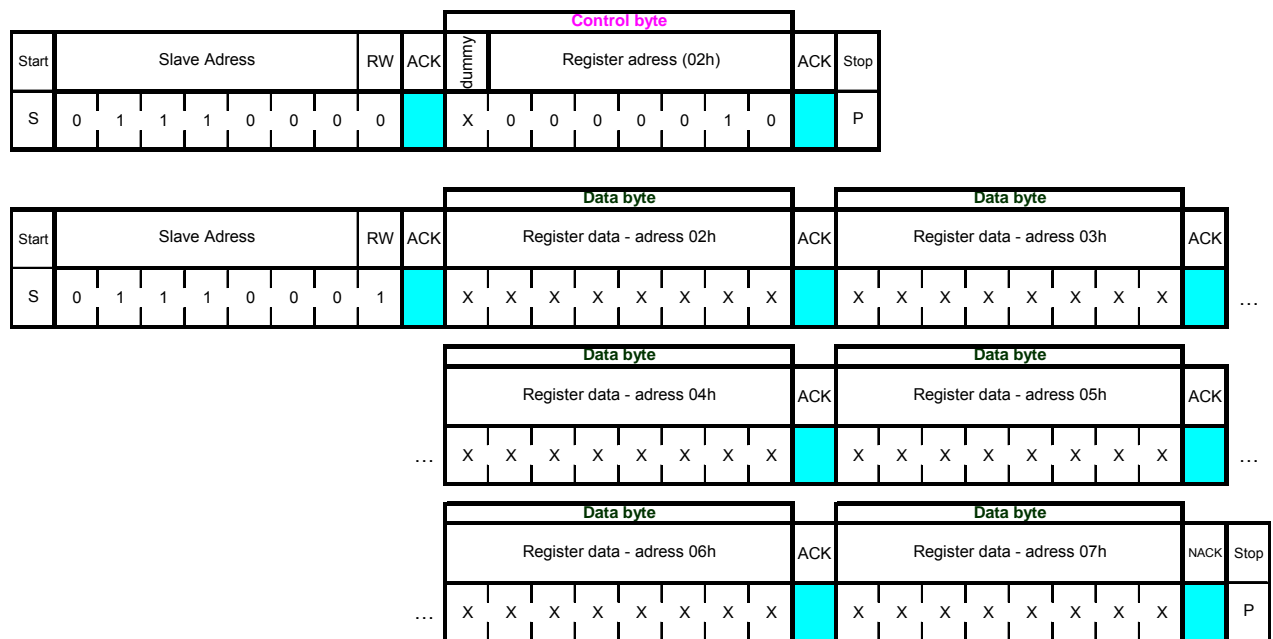 Control byte
Start Slave Adress RW ACK dummy Register adress (02h) ACK Stop
S 0 1 1 1 0 0 0 0 X 0 0 0 0 0 1 0 P
Data byte Data byte
Start Slave Adress RW ACK Register data - adress 02h ACK Register data - adress 03h ACK
S 0 1 1 1 0 0 0 1 X X X X X X X X X X X X X X X X ...
Data byte Data byte
Register data - adress 04h ACK Register data - adress 05h ACK
... X X X X X X X X X X X X X X X X ...
Data byte Data byte
Register data - adress 06h ACK Register data - adress 07h NACK Stop
... X X X X X X X X X X X X X X X X P